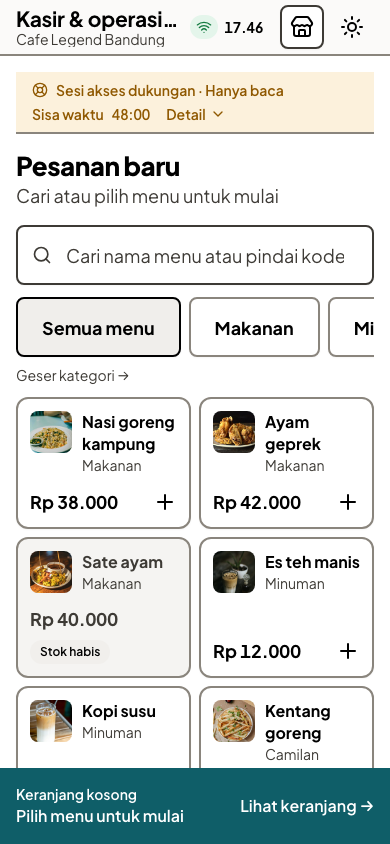 Kasir & operasi...
Cafe Legend Bandung
17.46
Sesi akses dukungan · Hanya baca
Sisa waktu 48:00 Detail
Pesanan baru
Cari atau pilih menu untuk mulai
Cari nama menu atau pindai kode
Semua menu
Makanan
Mi
Geser kategori →
Nasi goreng
kampung
Makanan
Rp 38.000
Ayam
geprek
Makanan
Rp 42.000
Sate ayam
Makanan
Rp 40.000
Stok habis
Es teh manis
Minuman
Rp 12.000
Kopi susu
Minuman
Kentang
goreng
Camilan
Keranjang kosong
Pilih menu untuk mulai
Lihat keranjang →